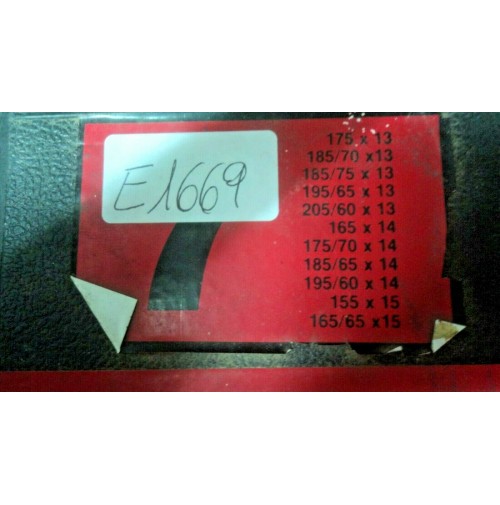 E1669
7
175 x 13
185/70 x13
185/75 x 13
195/65 x 13
205/60 x 13
165 x 14
175/70 x 14
185/65 x 14
195/60 x 14
155 x 15
165/65 x15